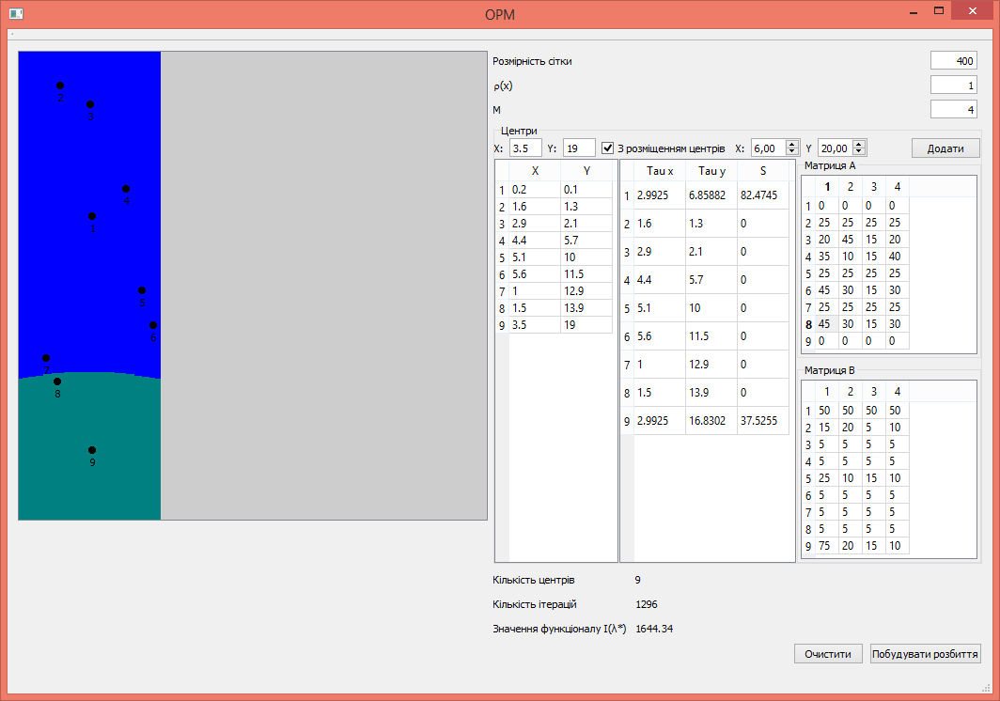 OPM
Розмірність сітки 400
ρ(x) 1
M 4
Центри
X: 3.5 Y: 19 З розміщенням центрів X: 6,00 Y 20,00 Додати
X Y
1 0.2 0.1
2 1.6 1.3
3 2.9 2.1
4 4.4 5.7
5 5.1 10
6 5.6 11.5
7 1 12.9
8 1.5 13.9
9 3.5 19
Tau x Tau y S
1 2.9925 6.85882 82.4745
2 1.6 1.3 0
3 2.9 2.1 0
4 4.4 5.7 0
5 5.1 10 0
6 5.6 11.5 0
7 1 12.9 0
8 1.5 13.9 0
9 2.9925 16.8302 37.5255
Матриця A
1 2 3 4
1 0 0 0 0
2 25 25 25 25
3 20 45 15 20
4 35 10 15 40
5 25 25 25 25
6 45 30 15 30
7 25 25 25 25
8 45 30 15 30
9 0 0 0 0
Матриця B
1 2 3 4
1 50 50 50 50
2 15 20 5 10
3 5 5 5 5
4 5 5 5 5
5 25 10 15 10
6 5 5 5 5
7 5 5 5 5
8 5 5 5 5
9 75 20 15 10
2
3
4
1
5
6
7
8
9
Кількість центрів 9
Кількість ітерацій 1296
Значення функціоналу I(λ*) 1644.34
Очистити Побудувати розбиття